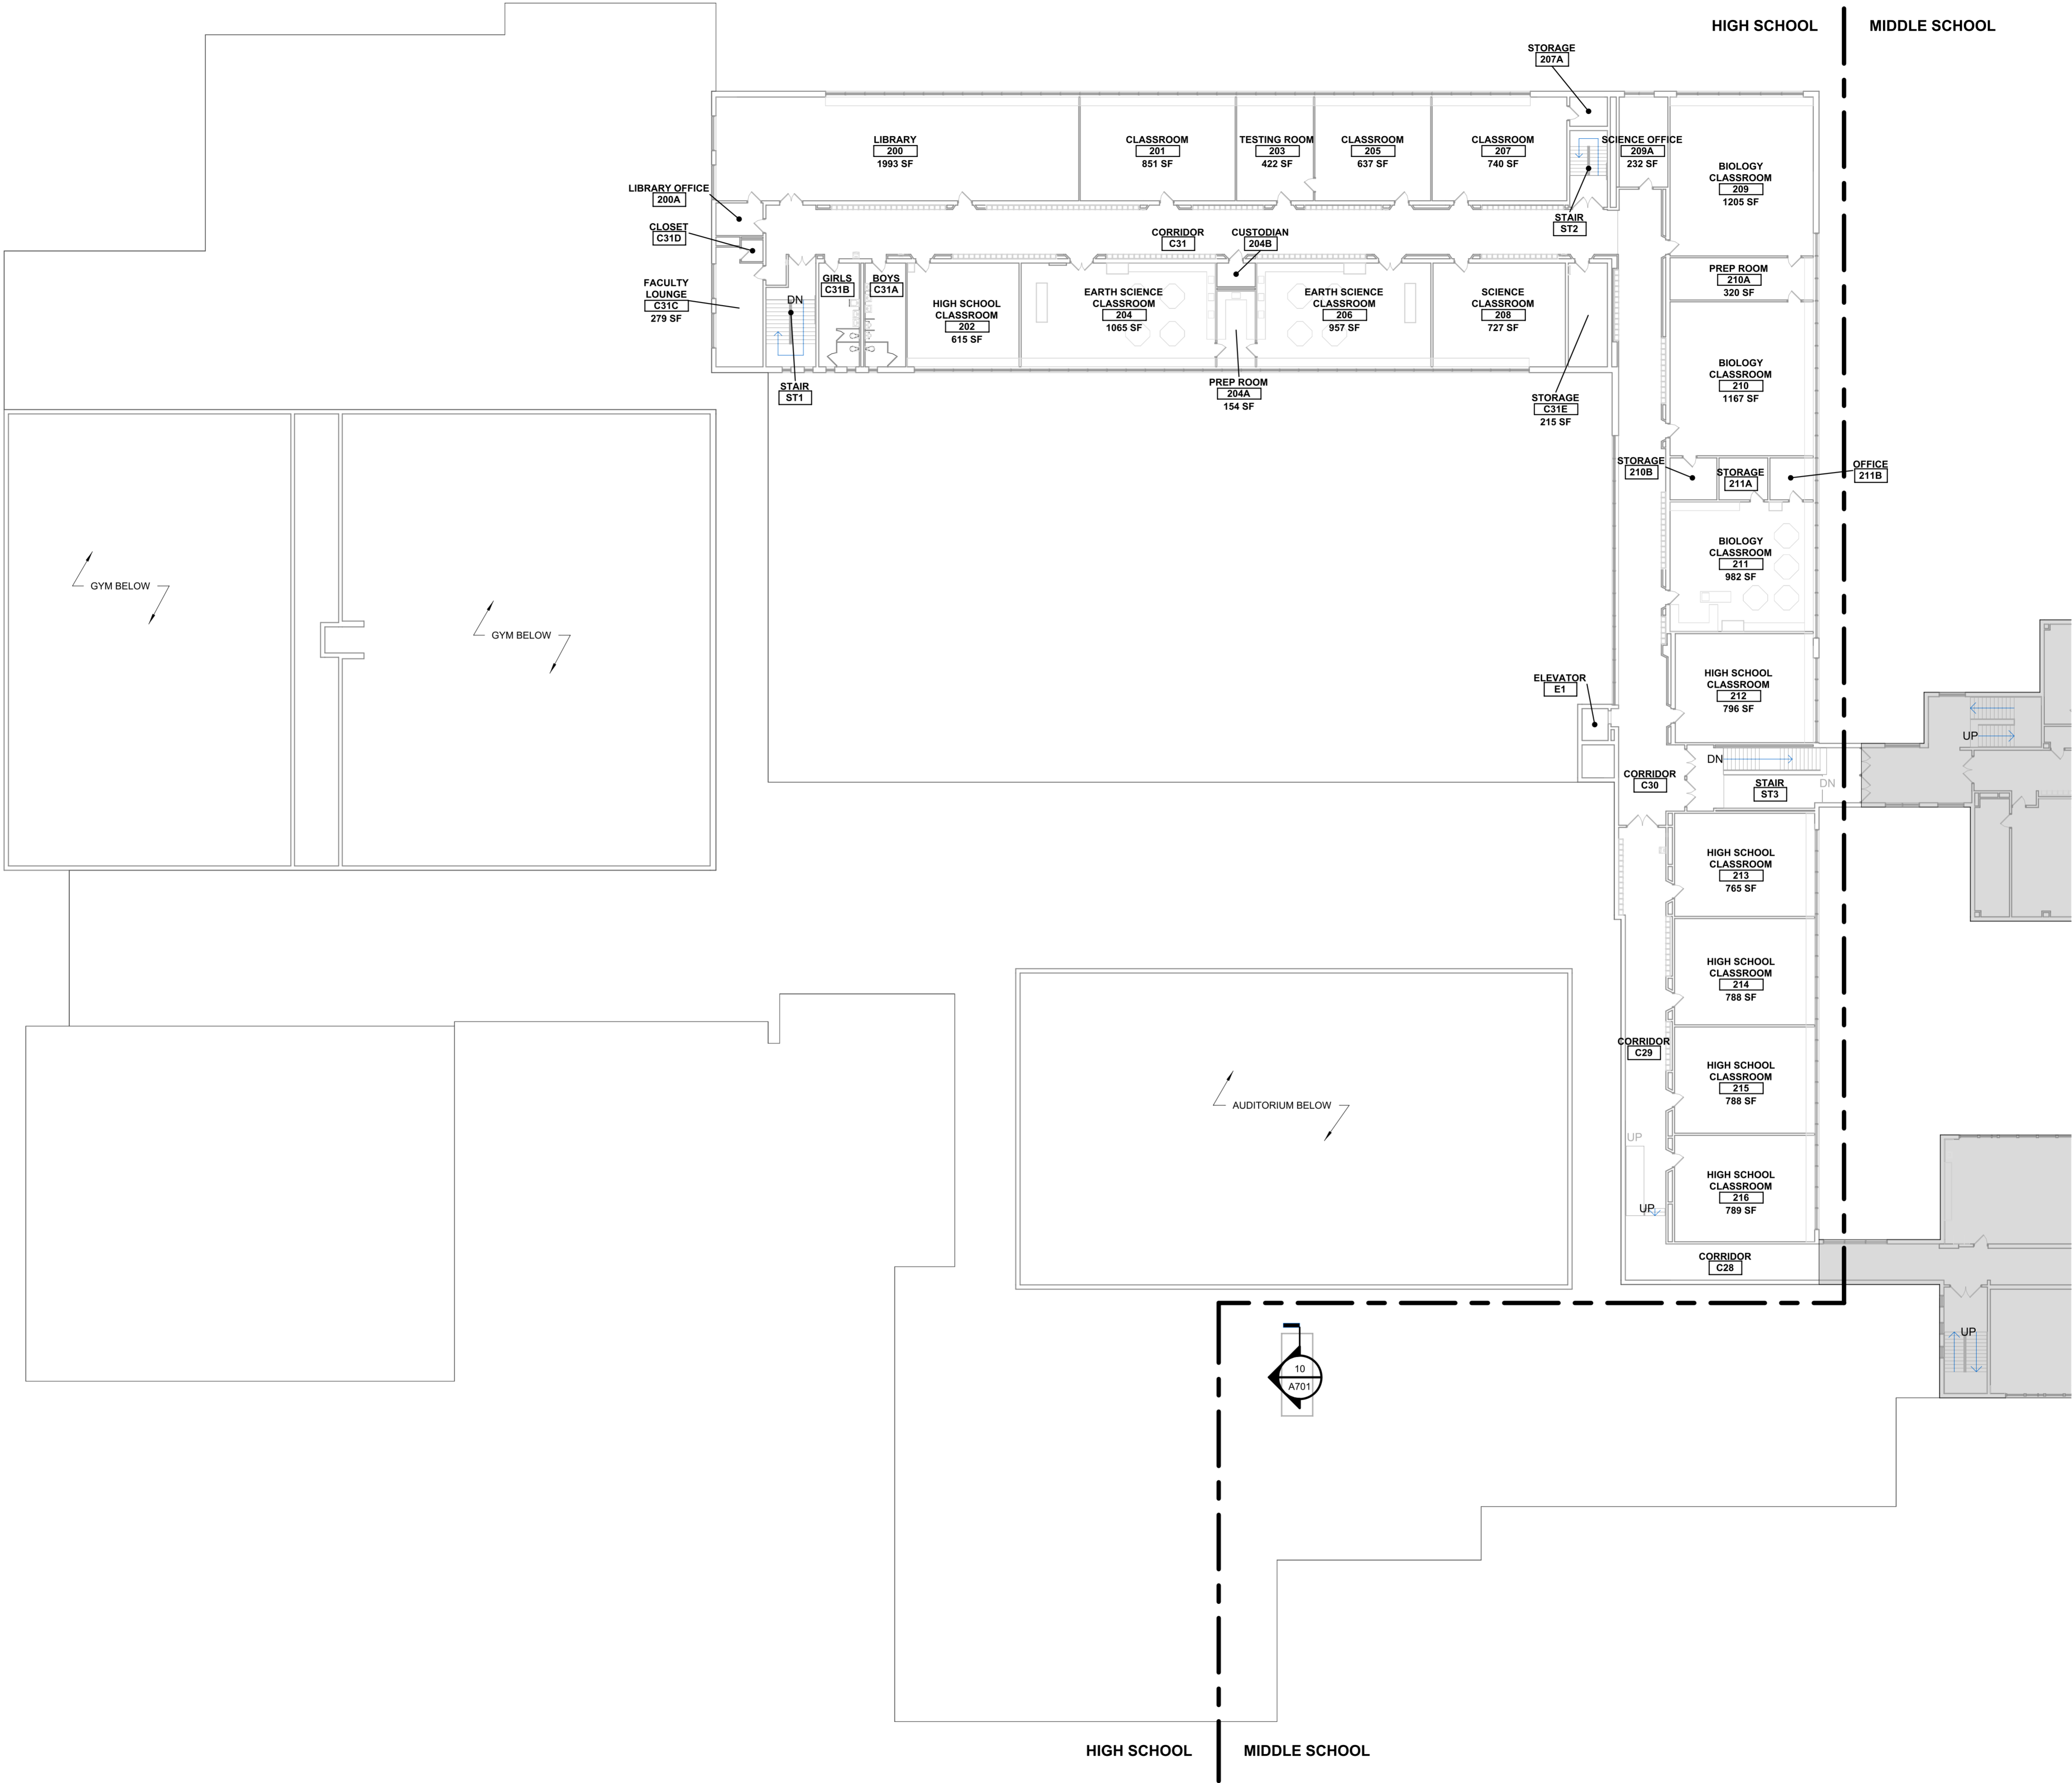 HIGH SCHOOL
MIDDLE SCHOOL
STORAGE
207A
LIBRARY
200
1993 SF
CLASSROOM
201
851 SF
TESTING ROOM
203
422 SF
CLASSROOM
205
637 SF
CLASSROOM
207
740 SF
SCIENCE OFFICE
209A
232 SF
BIOLOGY
CLASSROOM
209
1205 SF
LIBRARY OFFICE
200A
CLOSET
C31D
CORRIDOR
C31
CUSTODIAN
204B
STAIR
ST2
FACULTY
LOUNGE
C31C
279 SF
DN
GIRLS
C31B
BOYS
C31A
HIGH SCHOOL
CLASSROOM
202
615 SF
EARTH SCIENCE
CLASSROOM
204
1065 SF
EARTH SCIENCE
CLASSROOM
206
957 SF
SCIENCE
CLASSROOM
208
727 SF
PREP ROOM
210A
320 SF
STAIR
ST1
PREP ROOM
204A
154 SF
STORAGE
C31E
215 SF
BIOLOGY
CLASSROOM
210
1167 SF
STORAGE
210B
STORAGE
211A
OFFICE
211B
BIOLOGY
CLASSROOM
211
982 SF
GYM BELOW
GYM BELOW
ELEVATOR
E1
HIGH SCHOOL
CLASSROOM
212
796 SF
UP
DN
CORRIDOR
C30
STAIR
ST3
DN
HIGH SCHOOL
CLASSROOM
213
765 SF
HIGH SCHOOL
CLASSROOM
214
788 SF
CORRIDOR
C29
HIGH SCHOOL
CLASSROOM
215
788 SF
AUDITORIUM BELOW
UP
HIGH SCHOOL
CLASSROOM
216
789 SF
UP
CORRIDOR
C28
UP
10
A701
HIGH SCHOOL
MIDDLE SCHOOL